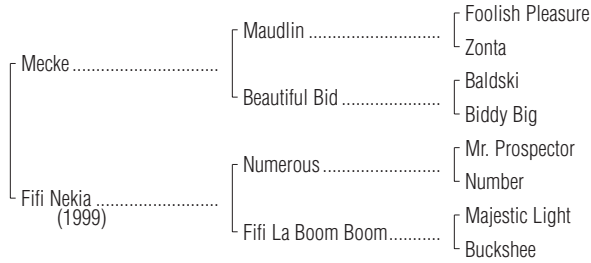 Foolish Pleasure
Maudlin ............................
Zonta
Mecke ...............................
Baldski
Beautiful Bid .....................
Biddy Big
Mr. Prospector
Numerous .........................
Number
Fifi Nekia ..........................
(1999)
Majestic Light
Fifi La Boom Boom...........
Buckshee